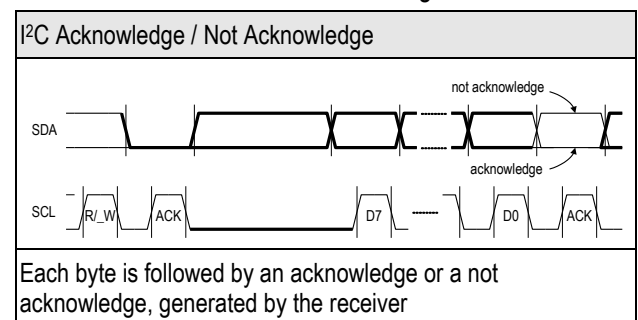 I²C Acknowledge / Not Acknowledge
not acknowledge
SDA
acknowledge
SCL R/_W ACK D7 D0 ACK
Each byte is followed by an acknowledge or a not
acknowledge, generated by the receiver